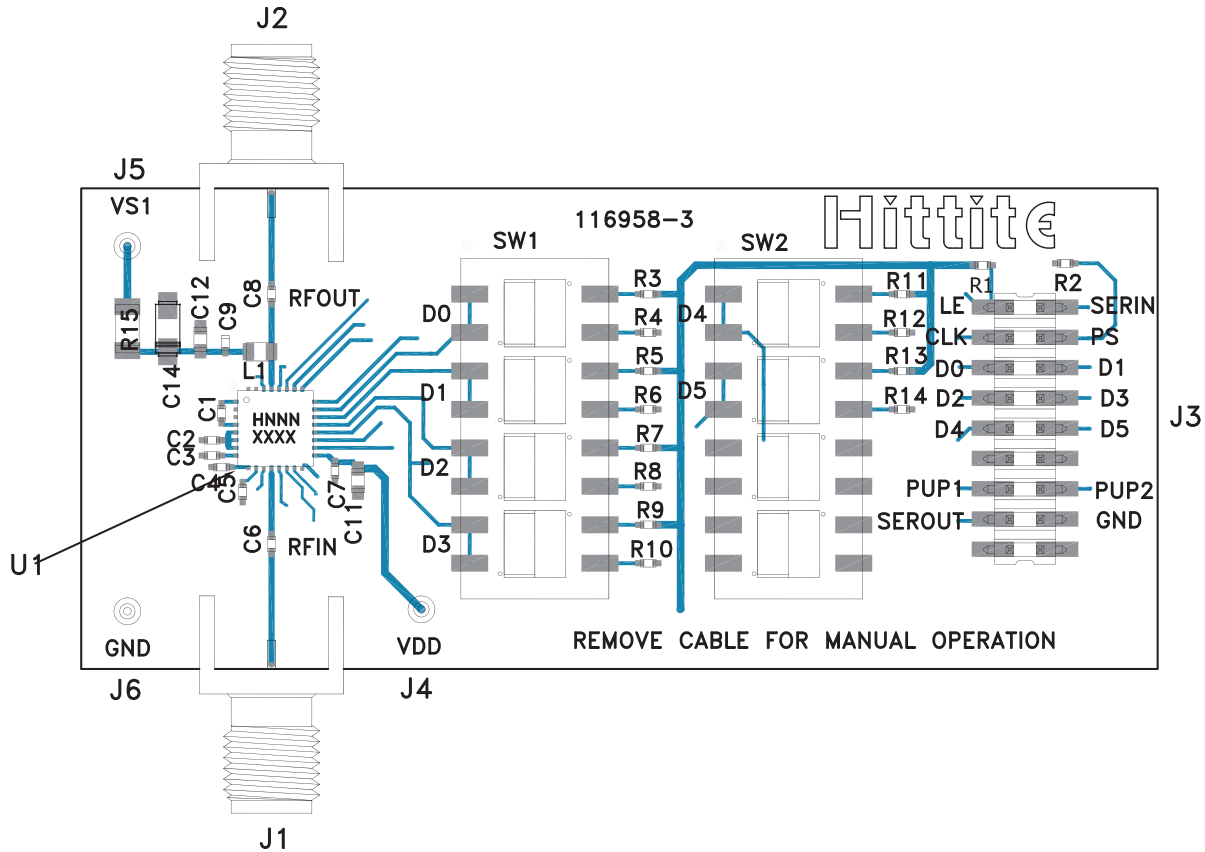 J2
J5
VS1
116958-3
Hittite
SW1
SW2
R15
C14
C12
C9
C8
RFOUT
L1
D0
D1
D2
D3
R3
R4
R5
R6
R7
R8
R9
R10
D4
D5
R11
R12
R13
R14
R1
R2
LE
SERIN
CLK
PS
D0
D1
D2
D3
D4
D5
J3
PUP1
PUP2
SEROUT
GND
C1
C2
C3
C4
C5
HNNN
XXXX
C7
C11
C6
RFIN
U1
GND
VDD
REMOVE CABLE FOR MANUAL OPERATION
J6
J4
J1